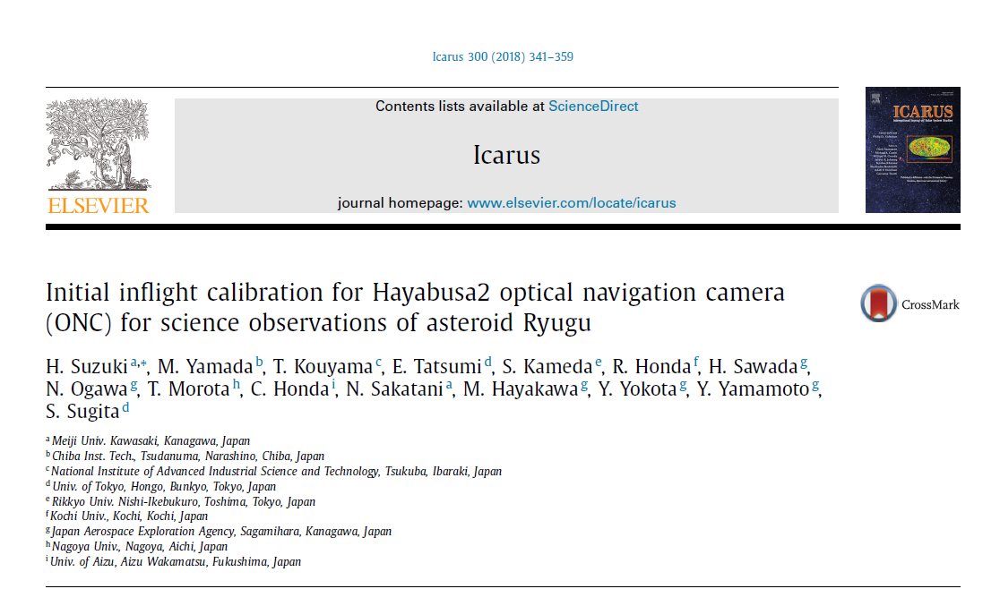 Icarus 300 (2018) 341–359
Contents lists available at ScienceDirect
Icarus
journal homepage: www.elsevier.com/locate/icarus
ELSEVIER
ICARUS
Initial inflight calibration for Hayabusa2 optical navigation camera
(ONC) for science observations of asteroid Ryugu
CrossMark
H. Suzuki a,*, M. Yamada b, T. Kouyama c, E. Tatsumi d, S. Kameda e, R. Honda f, H. Sawada g,
N. Ogawa g, T. Morota h, C. Honda i, N. Sakatani a, M. Hayakawa g, Y. Yokota g, Y. Yamamoto g,
S. Sugita d
a Meiji Univ. Kawasaki, Kanagawa, Japan
b Chiba Inst. Tech., Tsudanuma, Narashino, Chiba, Japan
c National Institute of Advanced Industrial Science and Technology, Tsukuba, Ibaraki, Japan
d Univ. of Tokyo, Hongo, Bunkyo, Tokyo, Japan
e Rikkyo Univ. Nishi-Ikebukuro, Toshima, Tokyo, Japan
f Kochi Univ., Kochi, Kochi, Japan
g Japan Aerospace Exploration Agency, Sagamihara, Kanagawa, Japan
h Nagoya Univ., Nagoya, Aichi, Japan
i Univ. of Aizu, Aizu Wakamatsu, Fukushima, Japan